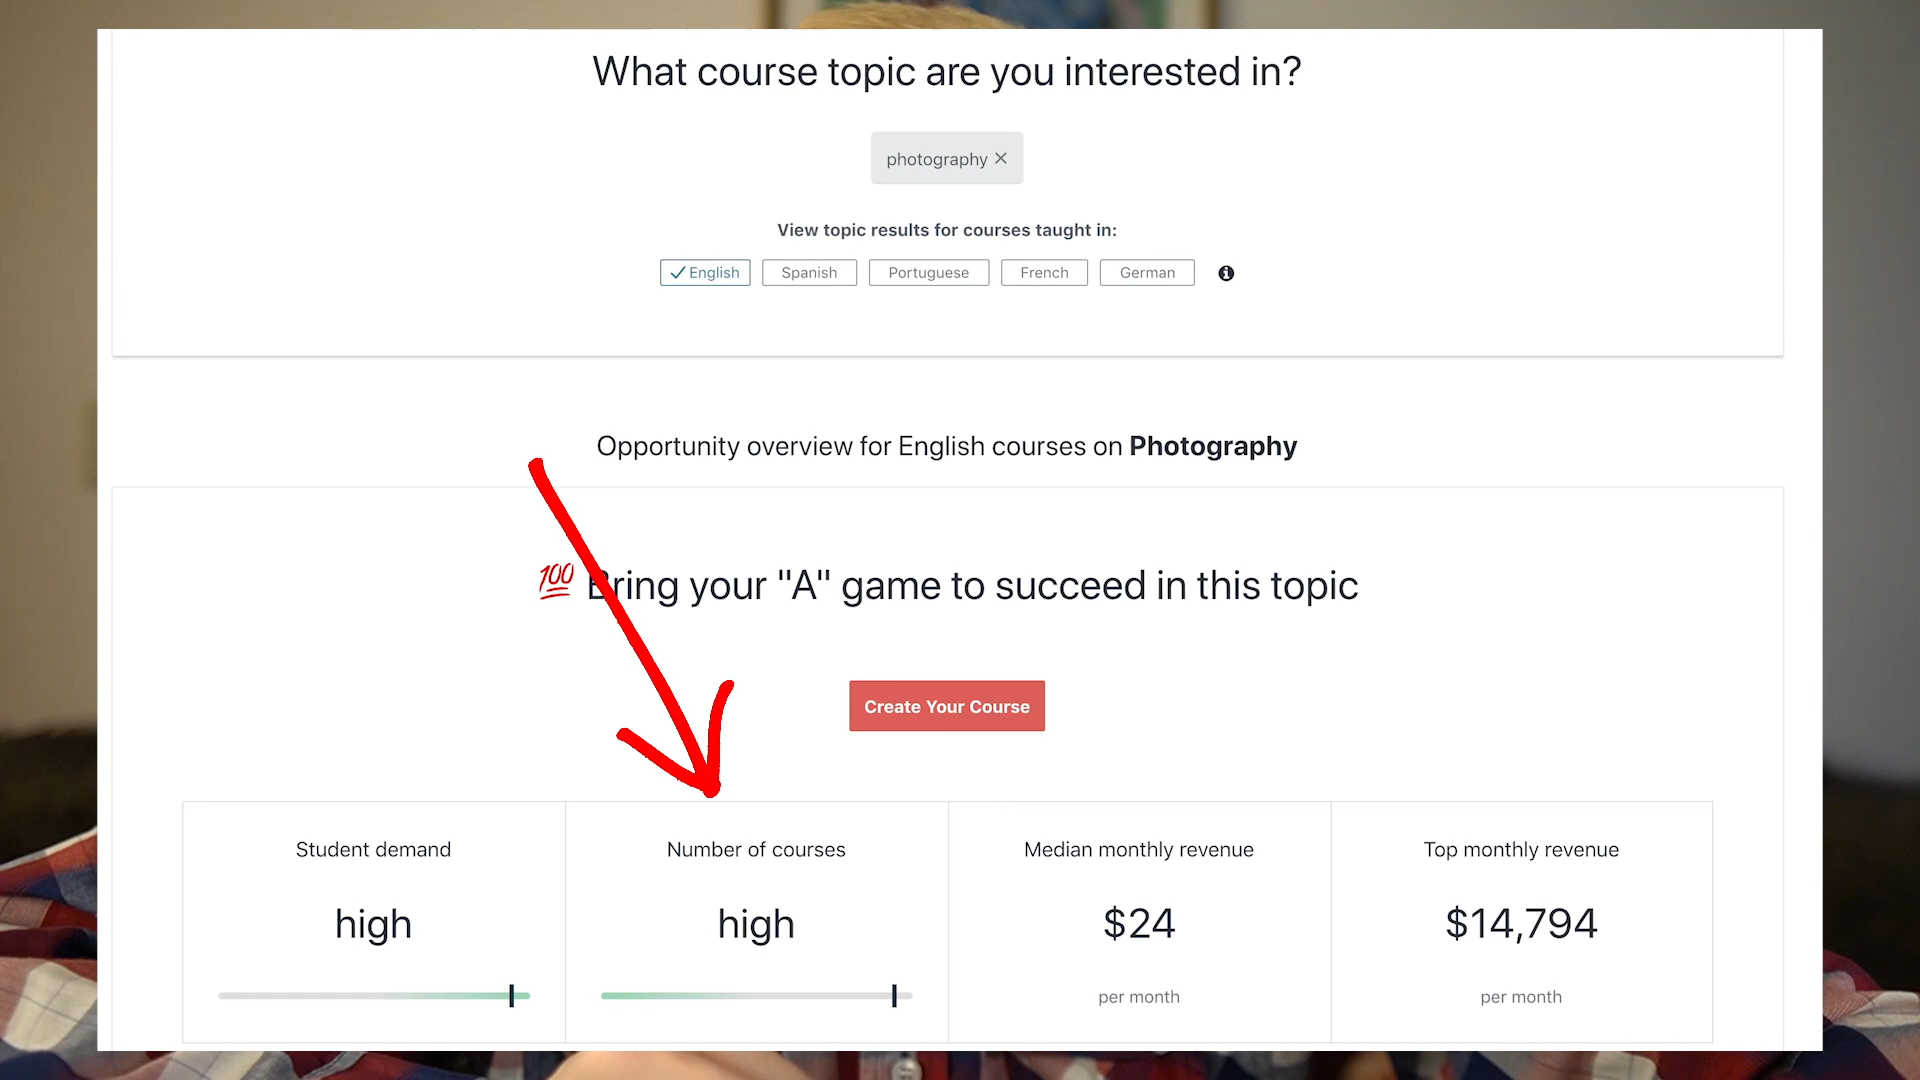 What course topic are you interested in?
photography ×
View topic results for courses taught in:
✓ English Spanish Portuguese French German
Opportunity overview for English courses on Photography
💯 Bring your "A" game to succeed in this topic
Create Your Course
Student demand Number of courses Median monthly revenue Top monthly revenue
high high $24 $14,794
per month per month